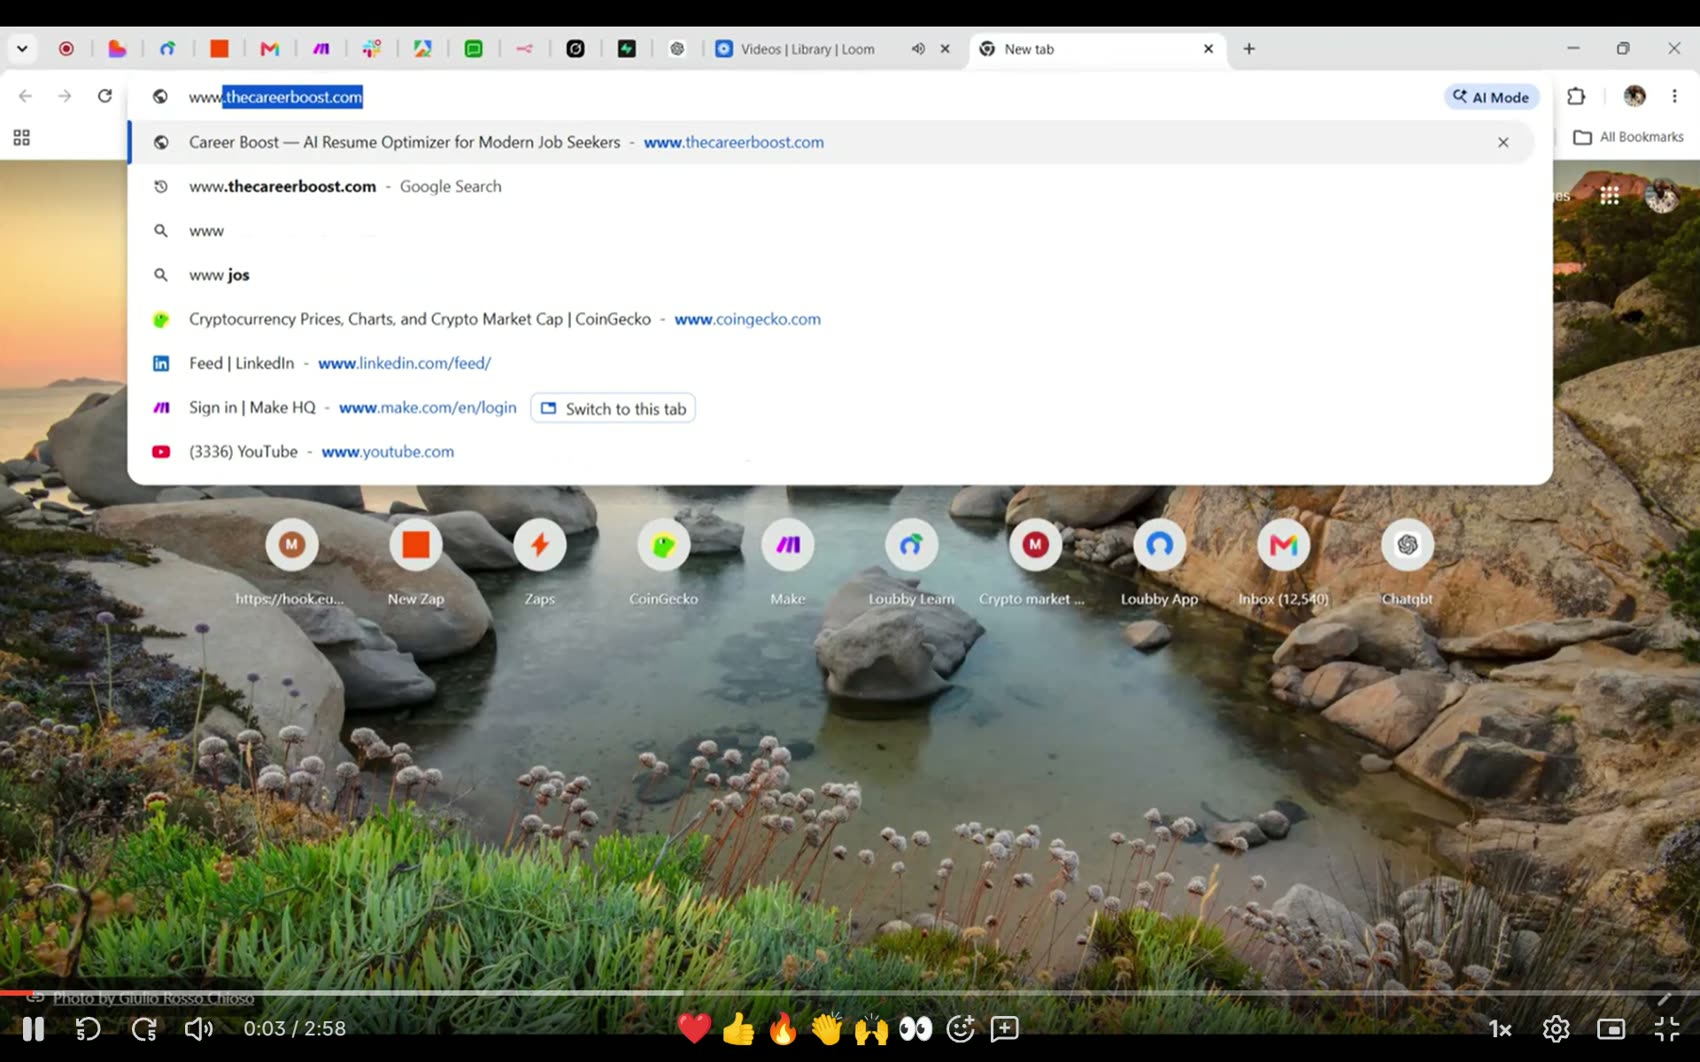 Videos | Library | Loom
New tab
www.thecareerboost.com
AI Mode
Career Boost — AI Resume Optimizer for Modern Job Seekers - www.thecareerboost.com
All Bookmarks
www.thecareerboost.com - Google Search
www
www jos
Cryptocurrency Prices, Charts, and Crypto Market Cap | CoinGecko - www.coingecko.com
Feed | LinkedIn - www.linkedin.com/feed/
Sign in | Make HQ - www.make.com/en/login Switch to this tab
(3336) YouTube - www.youtube.com
https://hook.eu...
New Zap
Zaps
CoinGecko
Make
Loubby Learn
Crypto market ...
Loubby App
Inbox (12,540)
Chatgbt
Photo by Giulio Rosso Chioso
0:03 / 2:58
1x